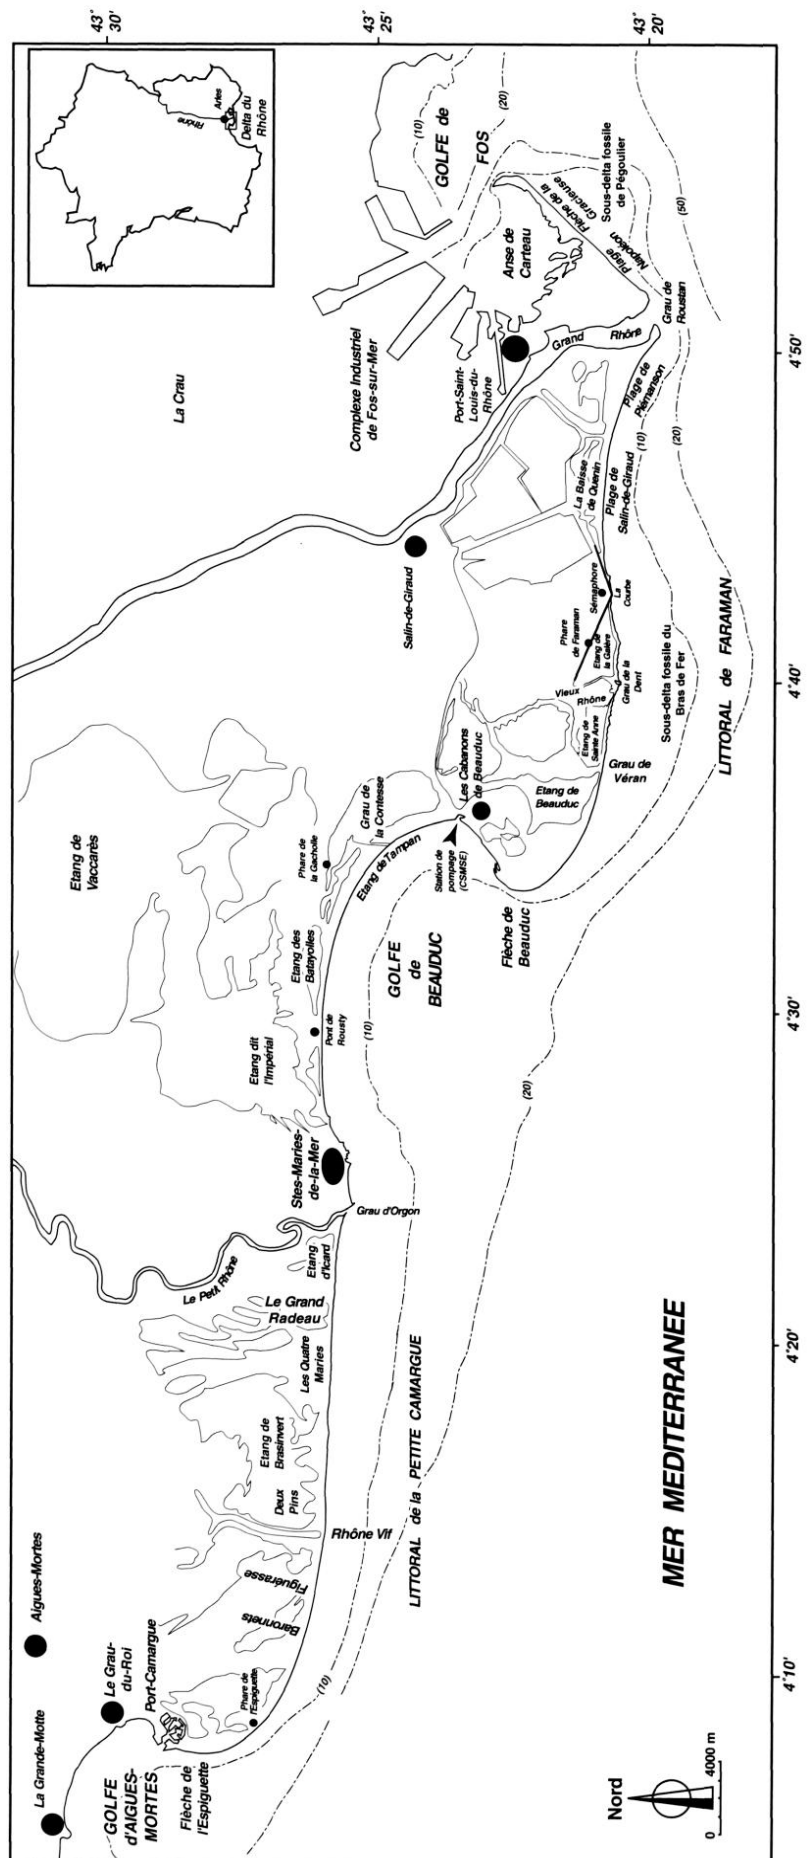 43° 30'
43° 25'
43° 20'
Rhône
Arles
Delta du
Rhône
La Crau
Complexe Industriel
de Fos-sur-Mer
GOLFE de
FOS
(10)
(20)
Anse de
Carteau
Flèche de la
Gracieuse
Plage
Napoléon
Sous-delta fossile
de Pégoulier
(50)
Port-Saint-
Louis-du-
Rhône
Grand
Rhône
Grau de
Roustan
4°50'
Plage de
Piémanson
(10)
(20)
La Baisse
de Quenin
Plage de
Salin-de-Giraud
Salin-de-Giraud
Sémaphore
La
Courbe
Phare
de Faraman
Etang de
la Galère
Grau de la
Dent
Vieux
Rhône
Etang de
Sainte Anne
Sous-delta fossile du
Bras de Fer
LITTORAL de FARAMAN
4°40'
Grau de
Véran
Etang de
Beauduc
Les Cabanons
de Beauduc
Station de
pompage
(CSMSE)
Flèche de
Beauduc
Etang de
Vaccarès
Phare de
la Gacholle
Grau de
la Contesse
Etang de Tampan
GOLFE
de
BEAUDUC
Etang des
Batayolles
Pont de
Rousty
Etang dit
l'Impérial
(10)
(20)
4°30'
Stes-Maries-
de-la-Mer
Grau d'Orgon
Le Petit Rhône
Etang
d'Icard
Le Grand
Radeau
Les Quatre
Maries
4°20'
LITTORAL de la PETITE CAMARGUE
MER MEDITERRANEE
Etang de
Brasinvert
Deux
Pins
Rhône Vif
Figuérasse
Baronnets
Aigues-Mortes
Le Grau-
du-Roi
Port-Camargue
Phare de
l'Espiguette
(10)
4°10'
La Grande-Motte
GOLFE
d'AIGUES-
MORTES
Flèche de
l'Espiguette
Nord
0
4000 m